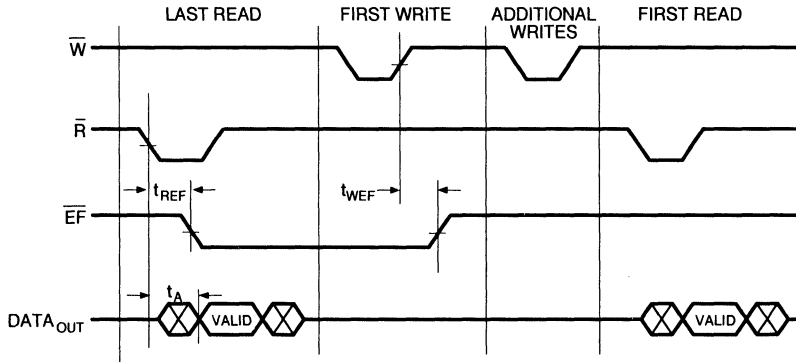 LAST READ
FIRST WRITE
ADDITIONAL WRITES
FIRST READ
W
R
tREF
tWEF
EF
tA
DATAOUT
VALID
VALID